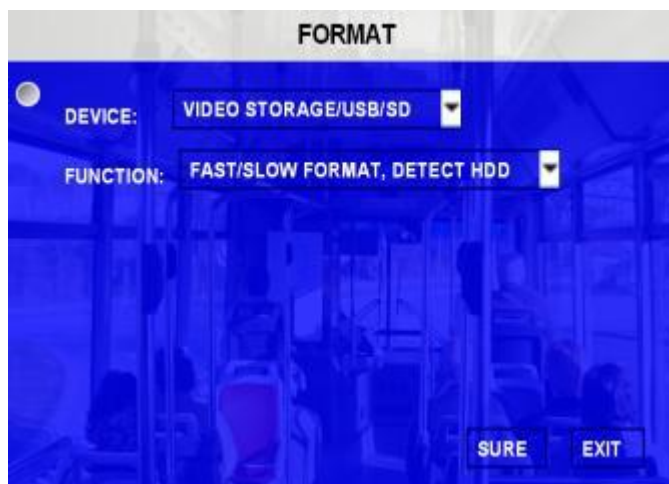 FORMAT
DEVICE: VIDEO STORAGE/USB/SD
FUNCTION: FAST/SLOW FORMAT, DETECT HDD
SURE EXIT